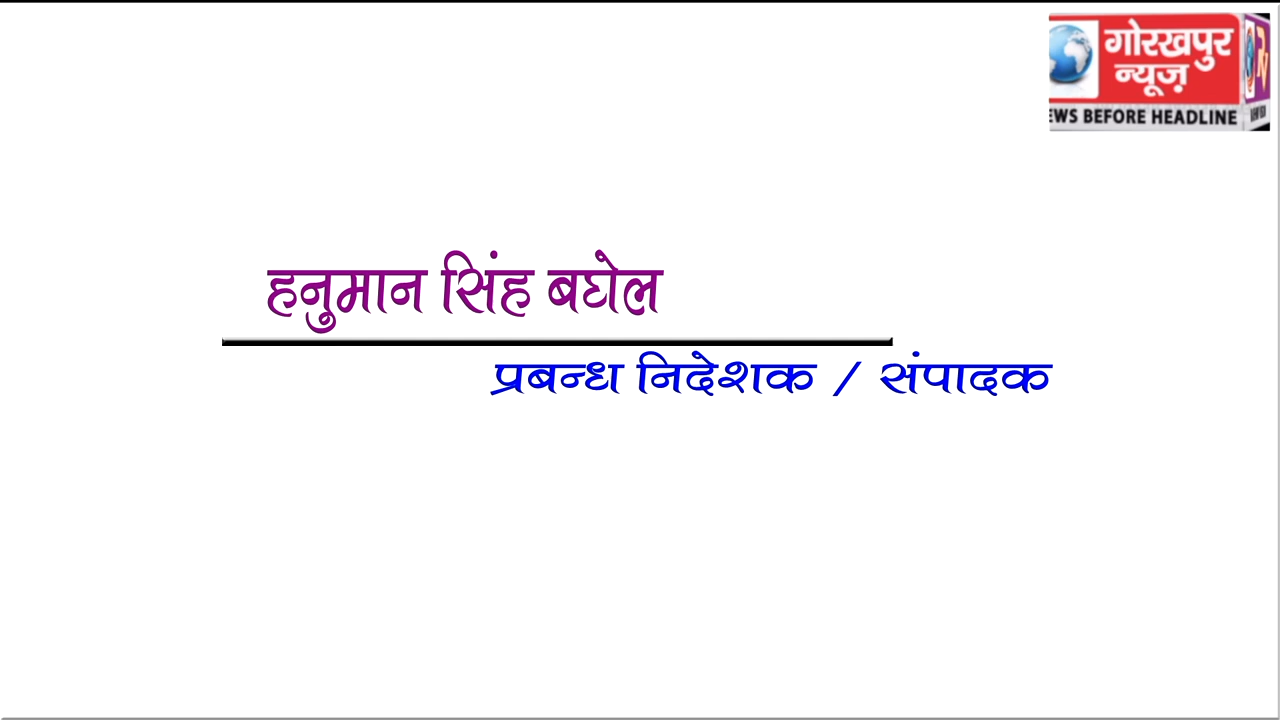 गोरखपुर
न्यूज़
EWS BEFORE HEADLINE
हनुमान सिंह बघेल
प्रबन्ध निदेशक / संपादक